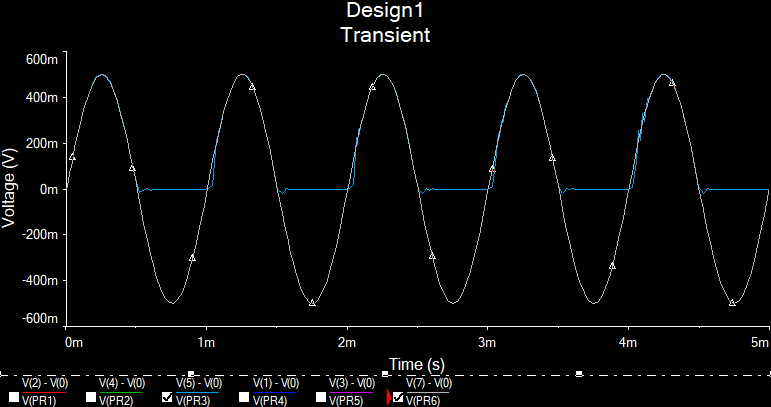 Design1
Transient
600m
400m
200m
0m
-200m
-400m
-600m
Voltage (V)
0m 1m 2m 3m 4m 5m
Time (s)
V(2) - V(0) V(4) - V(0) V(5) - V(0) V(1) - V(0) V(3) - V(0) V(7) - V(0)
V(PR1) V(PR2) V(PR3) V(PR4) V(PR5) V(PR6)